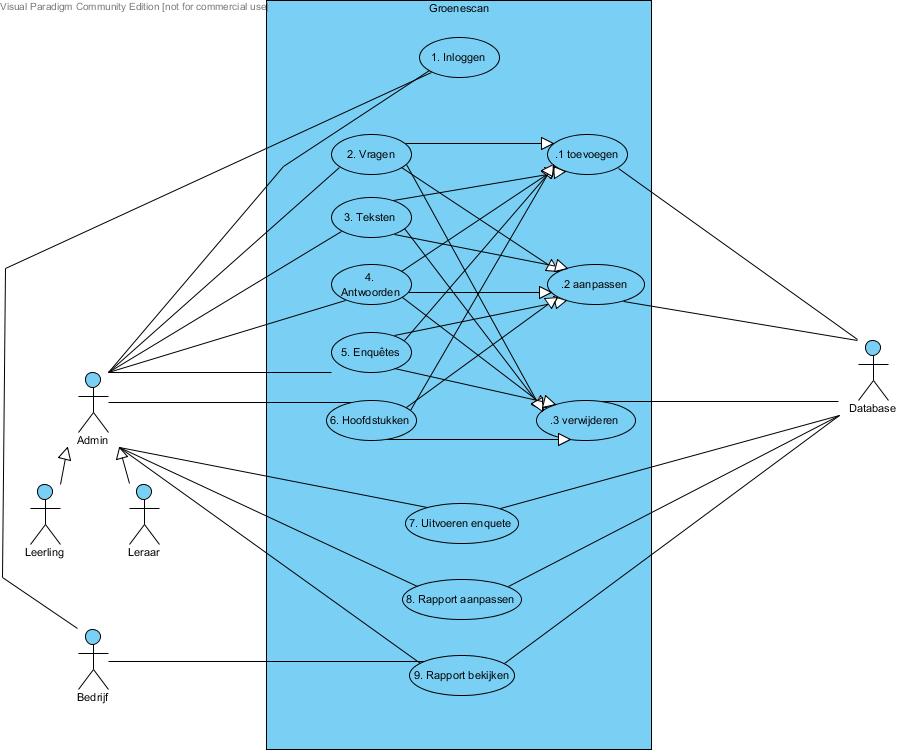 Visual Paradigm Community Edition [not for commercial use
Groenescan
1. Inloggen
2. Vragen
.1 toevoegen
3. Teksten
4.
Antwoorden
.2 aanpassen
5. Enquêtes
6. Hoofdstukken
.3 verwijderen
Admin
Database
Leerling
Leraar
7. Uitvoeren enquete
8. Rapport aanpassen
9. Rapport bekijken
Bedrijf